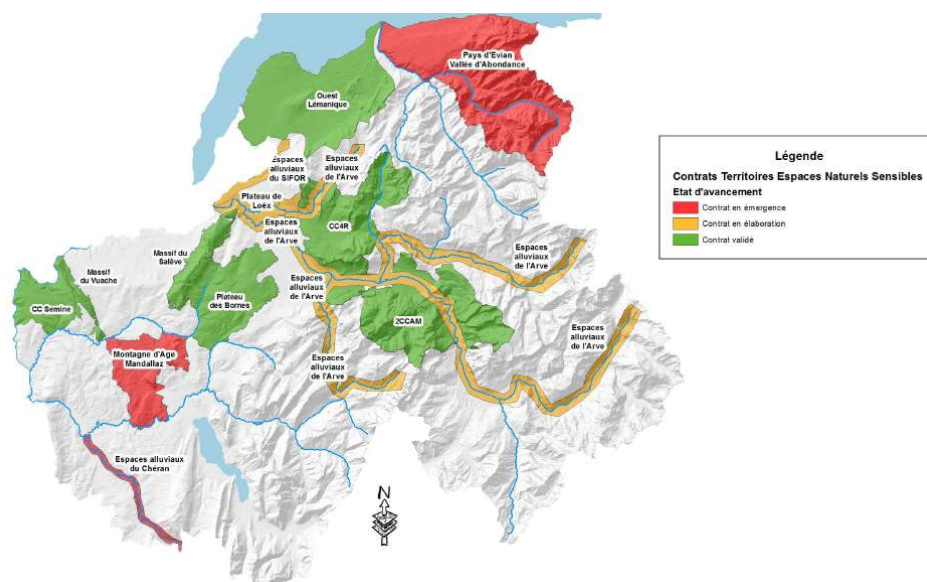 Pays d'Evian
Vallée d'Abondance
Ouest
Lémanique
Espaces
alluviaux
du SIFOR
Espaces
alluviaux
de l'Arve
Plateau de
Loëx
Espaces
alluviaux
de l'Arve
CC4R
Massif du
Salève
Massif
du Vuache
CC Semine
Plateau
des Bornes
Espaces
alluviaux
de l'Arve
Espaces
alluviaux
de l'Arve
2CCAM
Espaces
alluviaux
de l'Arve
Espaces
alluviaux
de l'Arve
Montagne d'Age
Mandallaz
Espaces alluviaux
du Chéran
N
Légende
Contrats Territoires Espaces Naturels Sensibles
Etat d'avancement
Contrat en émergence
Contrat en élaboration
Contrat validé